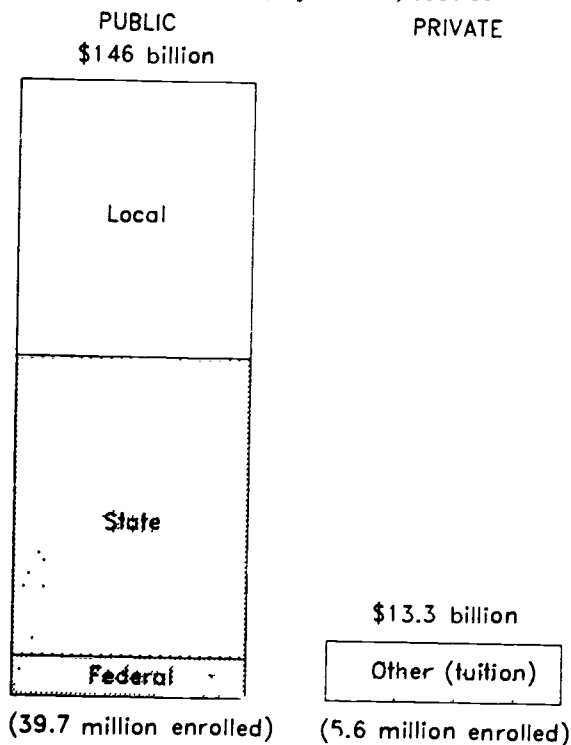 PUBLIC
$146 billion
Local
State
Federal
(39.7 million enrolled)
PRIVATE
$13.3 billion
Other (tuition)
(5.6 million enrolled)